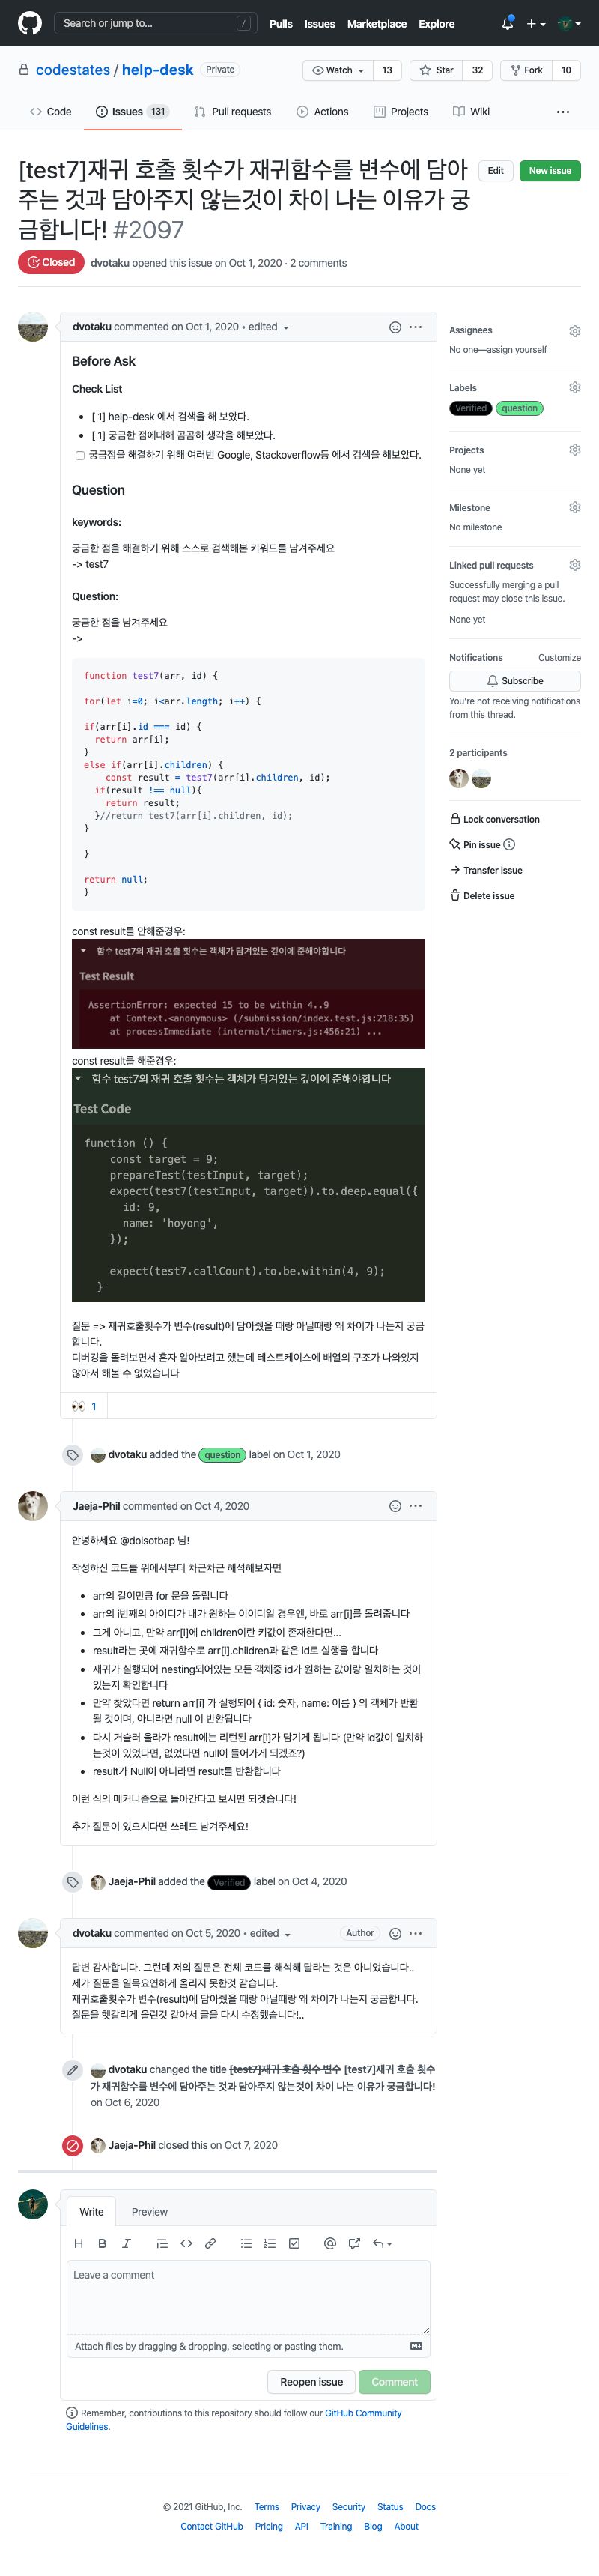 Search or jump to...
/
Pulls Issues Marketplace Explore
codestates / help-desk Private
Watch 13 Star 32 Fork 10
Code Issues 131 Pull requests Actions Projects Wiki
[test7]재귀 호출 횟수가 재귀함수를 변수에 담아
주는 것과 담아주지 않는것이 차이 나는 이유가 궁
금합니다! #2097
Edit New issue
Closed dvotaku opened this issue on Oct 1, 2020 · 2 comments
dvotaku commented on Oct 1, 2020 • edited
Before Ask
Check List
• [ 1] help-desk 에서 검색을 해 보았다.
• [ 1] 궁금한 점에대해 곰곰히 생각을 해보았다.
궁금점을 해결하기 위해 여러번 Google, Stackoverflow등 에서 검색을 해보았다.
Question
keywords:
궁금한 점을 해결하기 위해 스스로 검색해본 키워드를 남겨주세요
-> test7
Question:
궁금한 점을 남겨주세요
->
function test7(arr, id) {
for(let i=0; i<arr.length; i++) {
if(arr[i].id === id) {
return arr[i];
}
else if(arr[i].children) {
const result = test7(arr[i].children, id);
if(result !== null){
return result;
}//return test7(arr[i].children, id);
}
}
return null;
}
const result를 안해준경우:
함수 test7의 재귀 호출 횟수는 객체가 담겨있는 깊이에 준해야합니다
Test Result
AssertionError: expected 15 to be within 4..9
at Context.<anonymous> (/submission/index.test.js:218:35)
at processImmediate (internal/timers.js:456:21) ...
const result를 해준경우:
함수 test7의 재귀 호출 횟수는 객체가 담겨있는 깊이에 준해야합니다
Test Code
function () {
const target = 9;
prepareTest(testInput, target);
expect(test7(testInput, target)).to.deep.equal({
id: 9,
name: 'hoyong',
});
expect(test7.callCount).to.be.within(4, 9);
}
질문 => 재귀호출횟수가 변수(result)에 담아줬을 때랑 아닐때랑 왜 차이가 나는지 궁금
합니다.
디버깅을 돌려보면서 혼자 알아보려고 했는데 테스트케이스에 배열의 구조가 나와있지
않아서 해볼 수 없었습니다
👀 1
Assignees
No one—assign yourself
Labels
Verified question
Projects
None yet
Milestone
No milestone
Linked pull requests
Successfully merging a pull
request may close this issue.
None yet
Notifications Customize
Subscribe
You're not receiving notifications
from this thread.
2 participants
Lock conversation
Pin issue
Transfer issue
Delete issue
dvotaku added the question label on Oct 1, 2020
Jaeja-Phil commented on Oct 4, 2020
안녕하세요 @dolsotbap 님!
작성하신 코드를 위에서부터 차근차근 해석해보자면
• arr의 길이만큼 for 문을 돌립니다
• arr의 i번째의 아이디가 내가 원하는 이이디일 경우엔, 바로 arr[i]를 돌려줍니다
• 그게 아니고, 만약 arr[i]에 children이란 키값이 존재한다면...
• result라는 곳에 재귀함수로 arr[i].children과 같은 id로 실행을 합니다
• 재귀가 실행되어 nesting되어있는 모든 객체중 id가 원하는 값이랑 일치하는 것이
있는지 확인합니다
• 만약 찾았다면 return arr[i] 가 실행되어 { id: 숫자, name: 이름 } 의 객체가 반환
될 것이며, 아니라면 null 이 반환됩니다
• 다시 거슬러 올라가 result에는 리턴된 arr[i]가 담기게 됩니다 (만약 id값이 일치하
는것이 있었다면, 없었다면 null이 들어가게 되겠죠?)
• result가 Null이 아니라면 result를 반환합니다
이런 식의 메커니즘으로 돌아간다고 보시면 되겟습니다!
추가 질문이 있으시다면 쓰레드 남겨주세요!
Jaeja-Phil added the Verified label on Oct 4, 2020
dvotaku commented on Oct 5, 2020 • edited Author
답변 감사합니다. 그런데 저의 질문은 전체 코드를 해석해 달라는 것은 아니었습니다..
제가 질문을 일목요연하게 올리지 못한것 같습니다.
재귀호출횟수가 변수(result)에 담아줬을 때랑 아닐때랑 왜 차이가 나는지 궁금합니다.
질문을 헷갈리게 올린것 같아서 글을 다시 수정했습니다!..
dvotaku changed the title [test7]재귀 호출 횟수 변수 [test7]재귀 호출 횟수
가 재귀함수를 변수에 담아주는 것과 담아주지 않는것이 차이 나는 이유가 궁금합니다!
on Oct 6, 2020
Jaeja-Phil closed this on Oct 7, 2020
Write Preview
Leave a comment
Attach files by dragging & dropping, selecting or pasting them.
Reopen issue Comment
Remember, contributions to this repository should follow our GitHub Community
Guidelines.
© 2021 GitHub, Inc. Terms Privacy Security Status Docs
Contact GitHub Pricing API Training Blog About